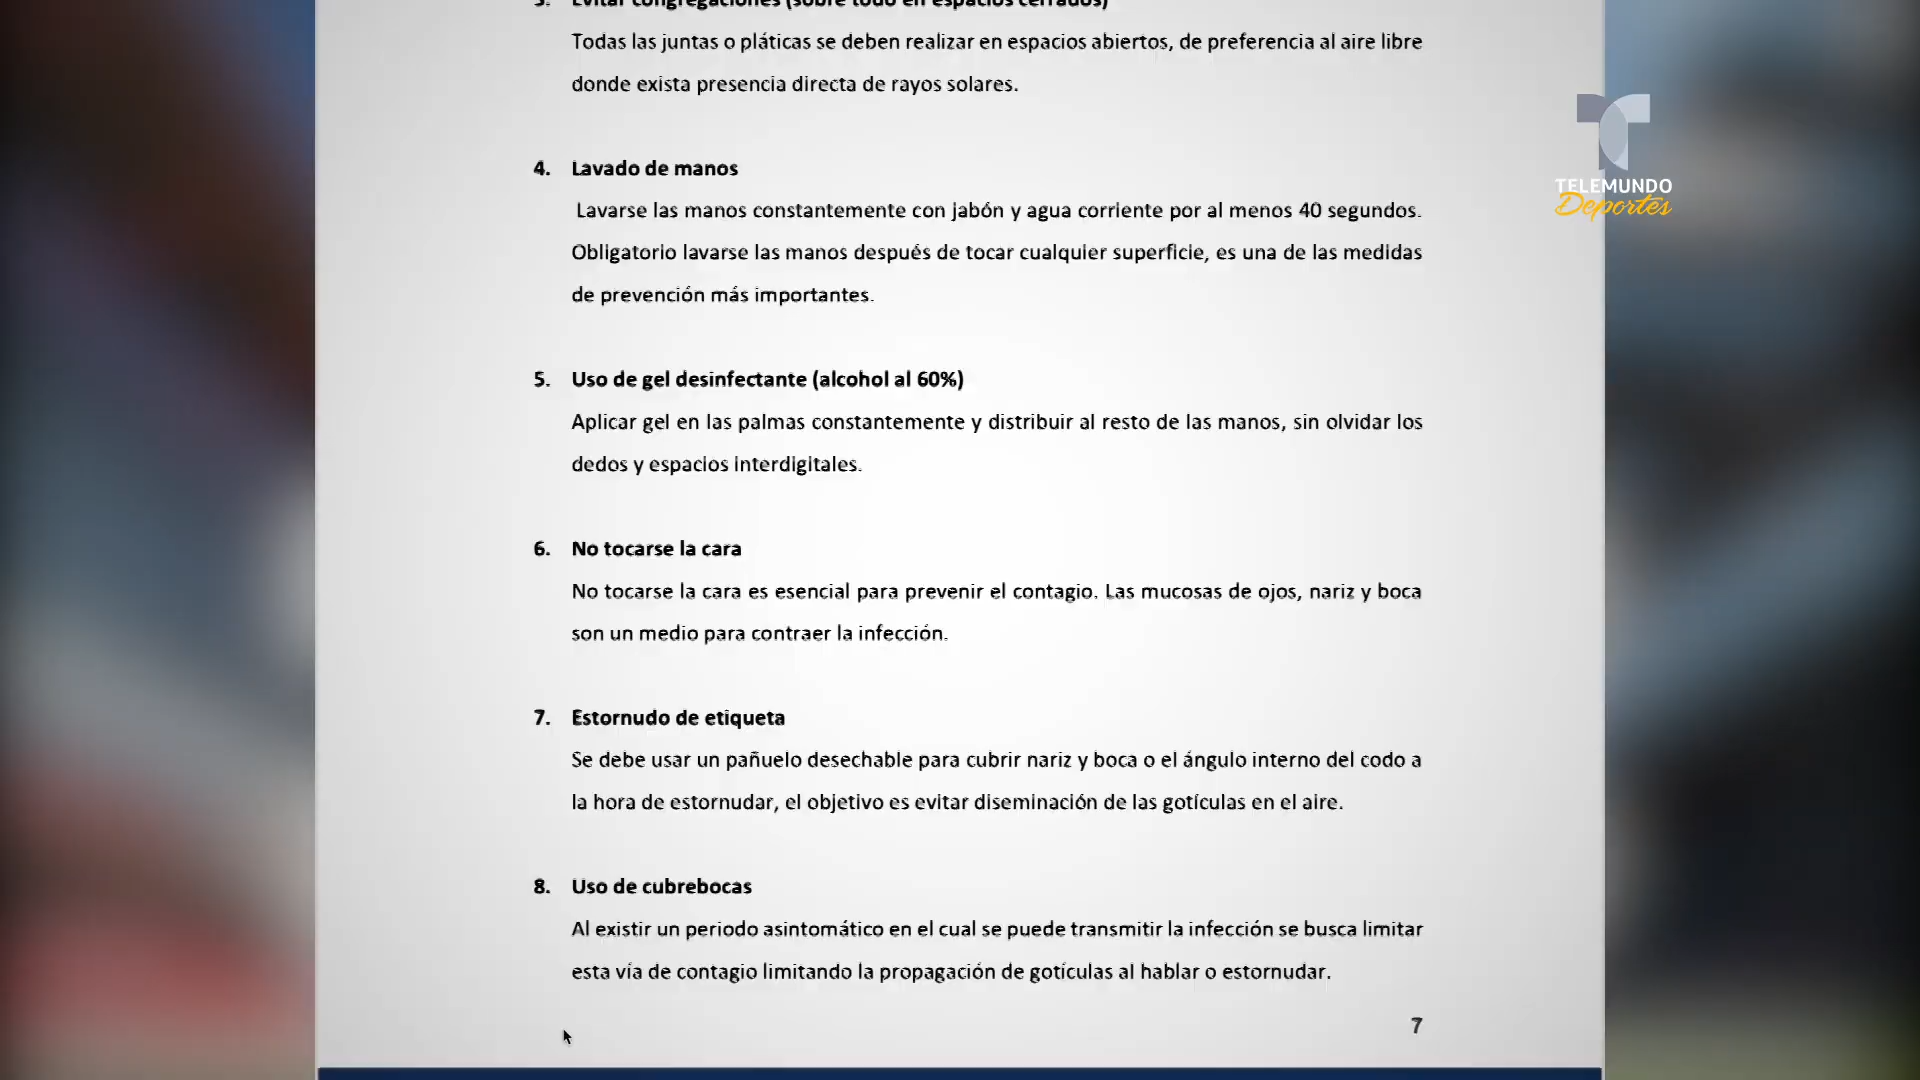 3. Evitar congregaciones (sobre todo en espacios cerrados)
Todas las juntas o pláticas se deben realizar en espacios abiertos, de preferencia al aire libre
donde exista presencia directa de rayos solares.
TELEMUNDO
Deportes
4. Lavado de manos
Lavarse las manos constantemente con jabón y agua corriente por al menos 40 segundos.
Obligatorio lavarse las manos después de tocar cualquier superficie, es una de las medidas
de prevención más importantes.
5. Uso de gel desinfectante (alcohol al 60%)
Aplicar gel en las palmas constantemente y distribuir al resto de las manos, sin olvidar los
dedos y espacios interdigitales.
6. No tocarse la cara
No tocarse la cara es esencial para prevenir el contagio. Las mucosas de ojos, nariz y boca
son un medio para contraer la infección.
7. Estornudo de etiqueta
Se debe usar un pañuelo desechable para cubrir nariz y boca o el ángulo interno del codo a
la hora de estornudar, el objetivo es evitar diseminación de las gotículas en el aire.
8. Uso de cubrebocas
Al existir un periodo asintomático en el cual se puede transmitir la infección se busca limitar
esta vía de contagio limitando la propagación de gotículas al hablar o estornudar.
7